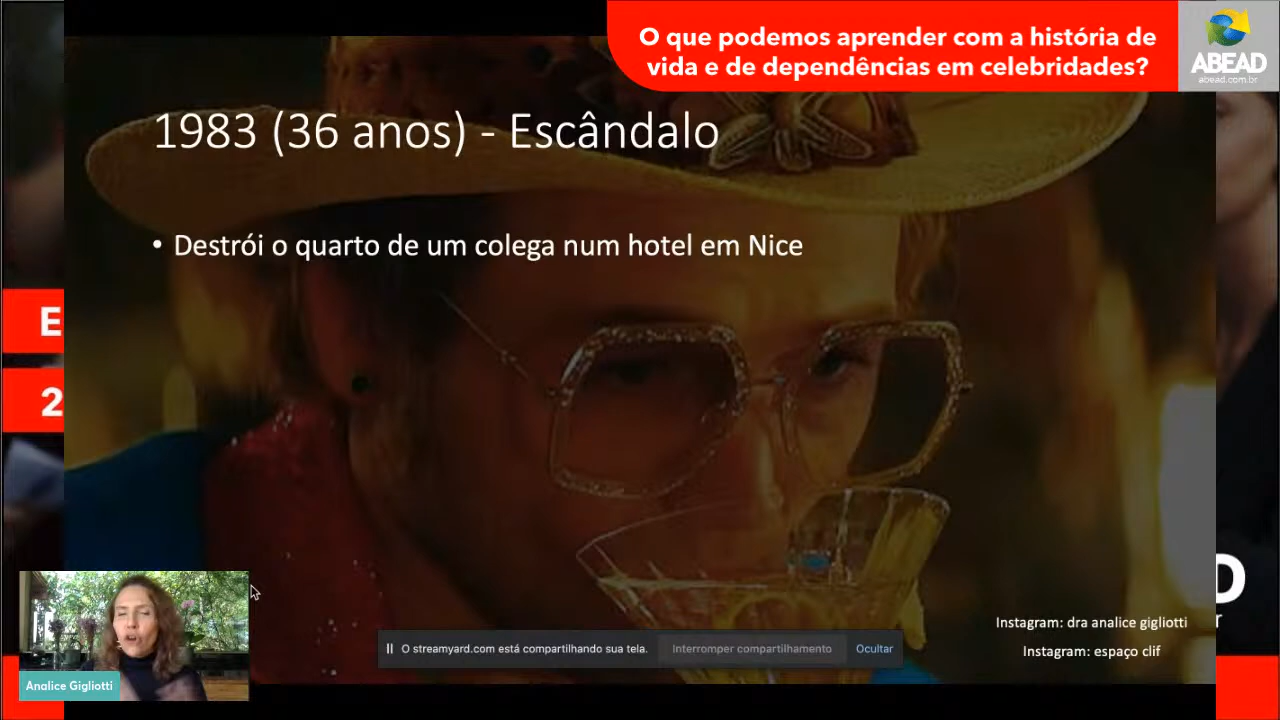 O que podemos aprender com a história de
vida e de dependências em celebridades?
ABEAD
abead.com.br
1983 (36 anos) - Escândalo
• Destrói o quarto de um colega num hotel em Nice
E
2
D
r
Instagram: dra analice gigliotti
Instagram: espaço clif
O streamyard.com está compartilhando sua tela.
Interromper compartilhamento
Ocultar
Analice Gigliotti